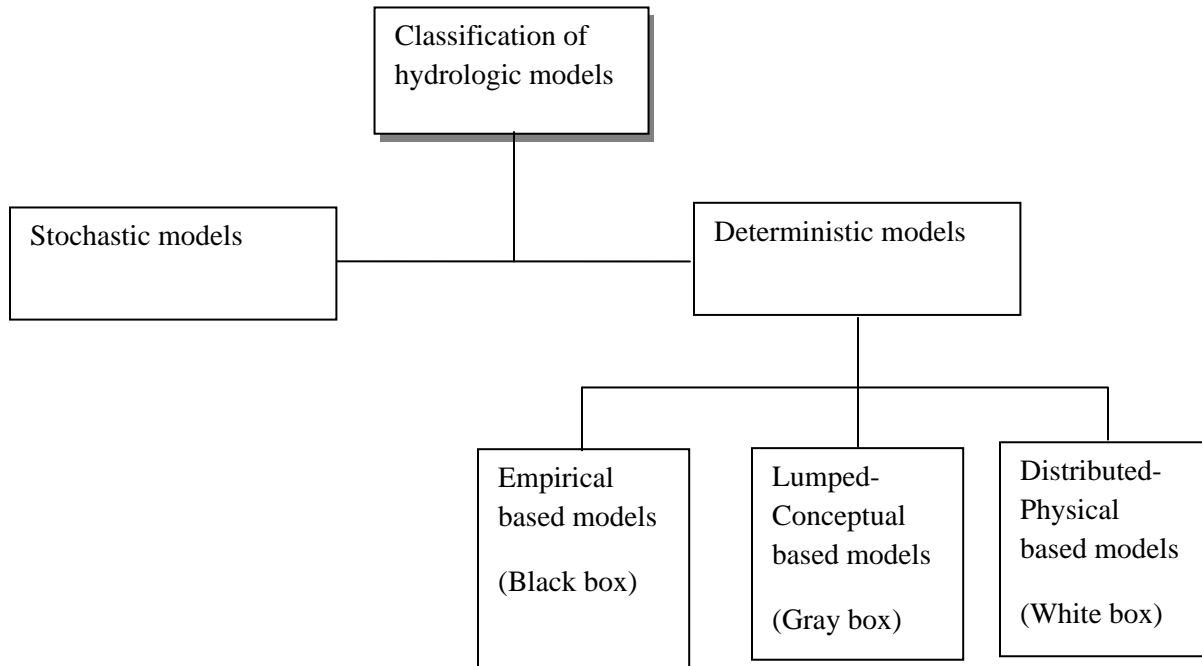 Classification of
hydrologic models
Stochastic models
Deterministic models
Empirical
based models
(Black box)
Lumped-
Conceptual
based models
(Gray box)
Distributed-
Physical
based models
(White box)